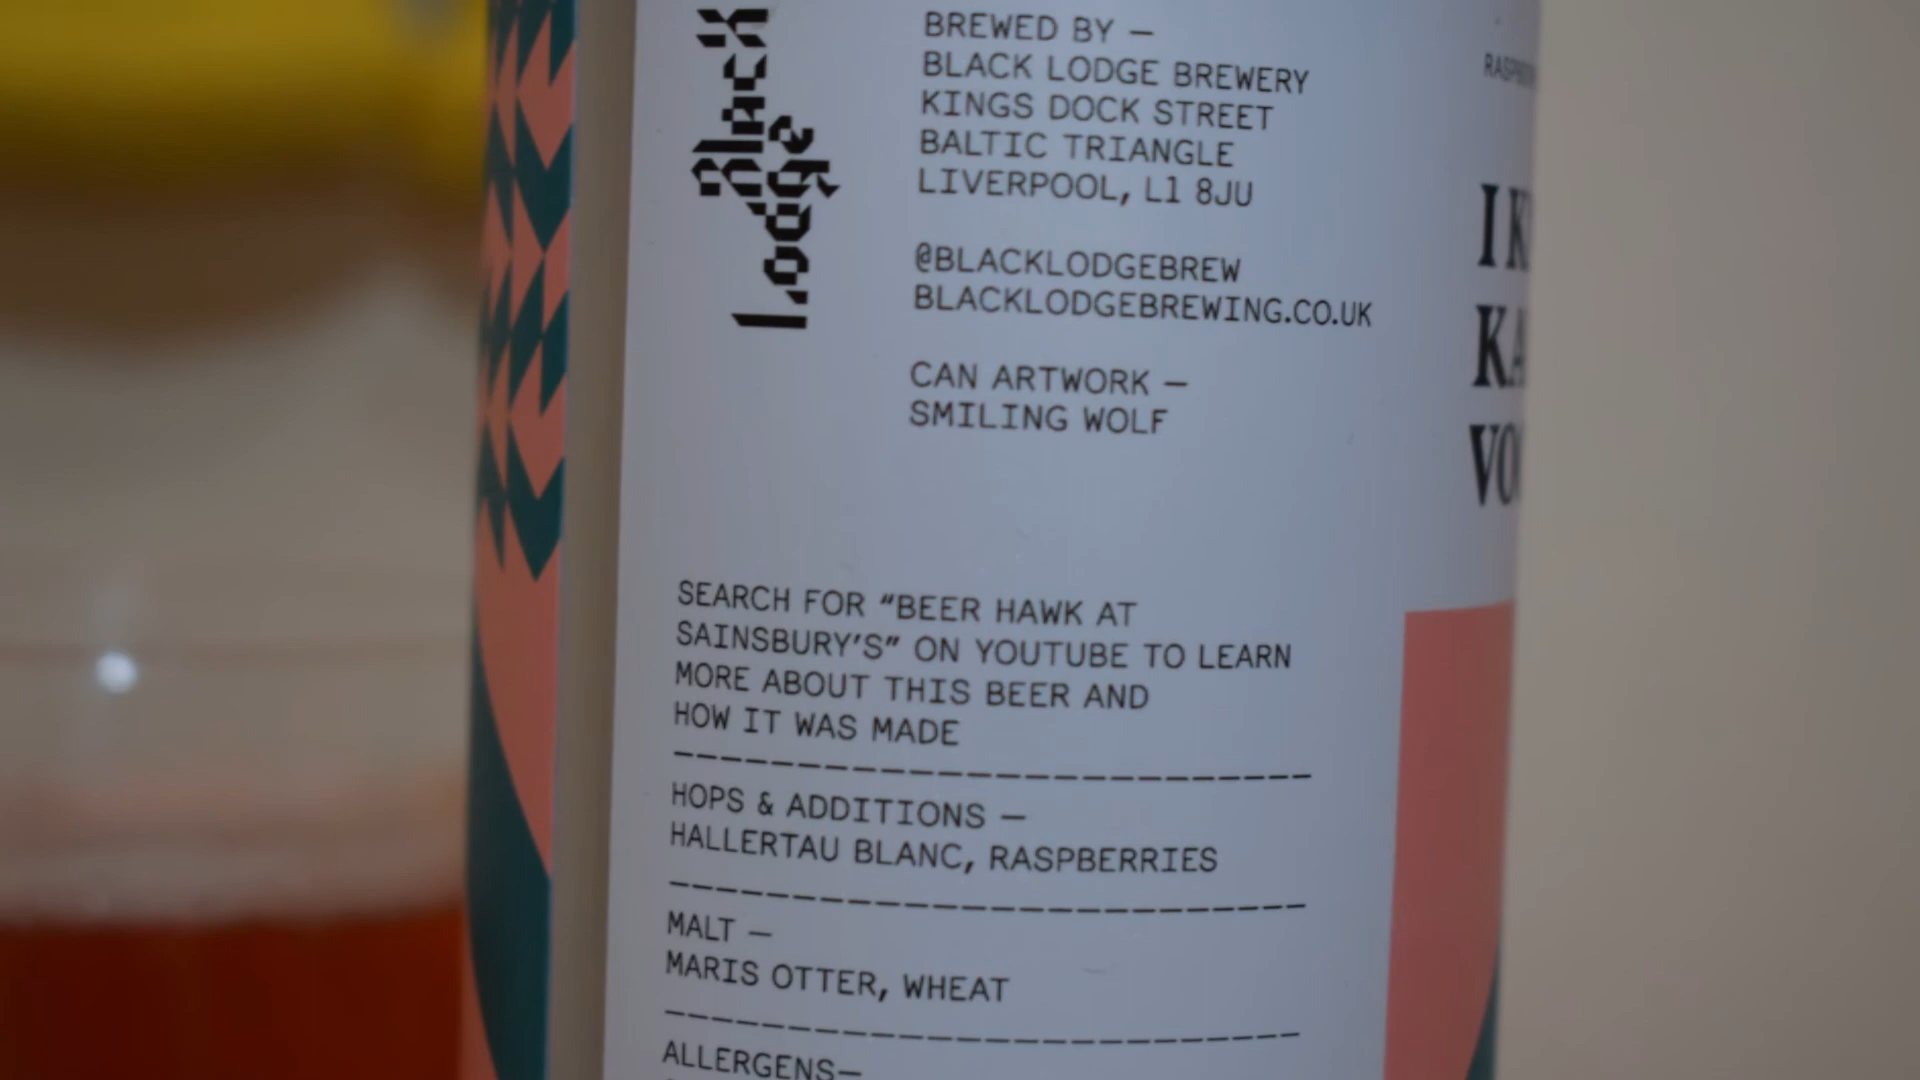 Black
Lodge
BREWED BY —
BLACK LODGE BREWERY
KINGS DOCK STREET
BALTIC TRIANGLE
LIVERPOOL, L1 8JU
@BLACKLODGEBREW
BLACKLODGEBREWING.CO.UK
CAN ARTWORK —
SMILING WOLF
SEARCH FOR “BEER HAWK AT
SAINSBURY’S” ON YOUTUBE TO LEARN
MORE ABOUT THIS BEER AND
HOW IT WAS MADE
HOPS & ADDITIONS —
HALLERTAU BLANC, RASPBERRIES
MALT —
MARIS OTTER, WHEAT
ALLERGENS—
I